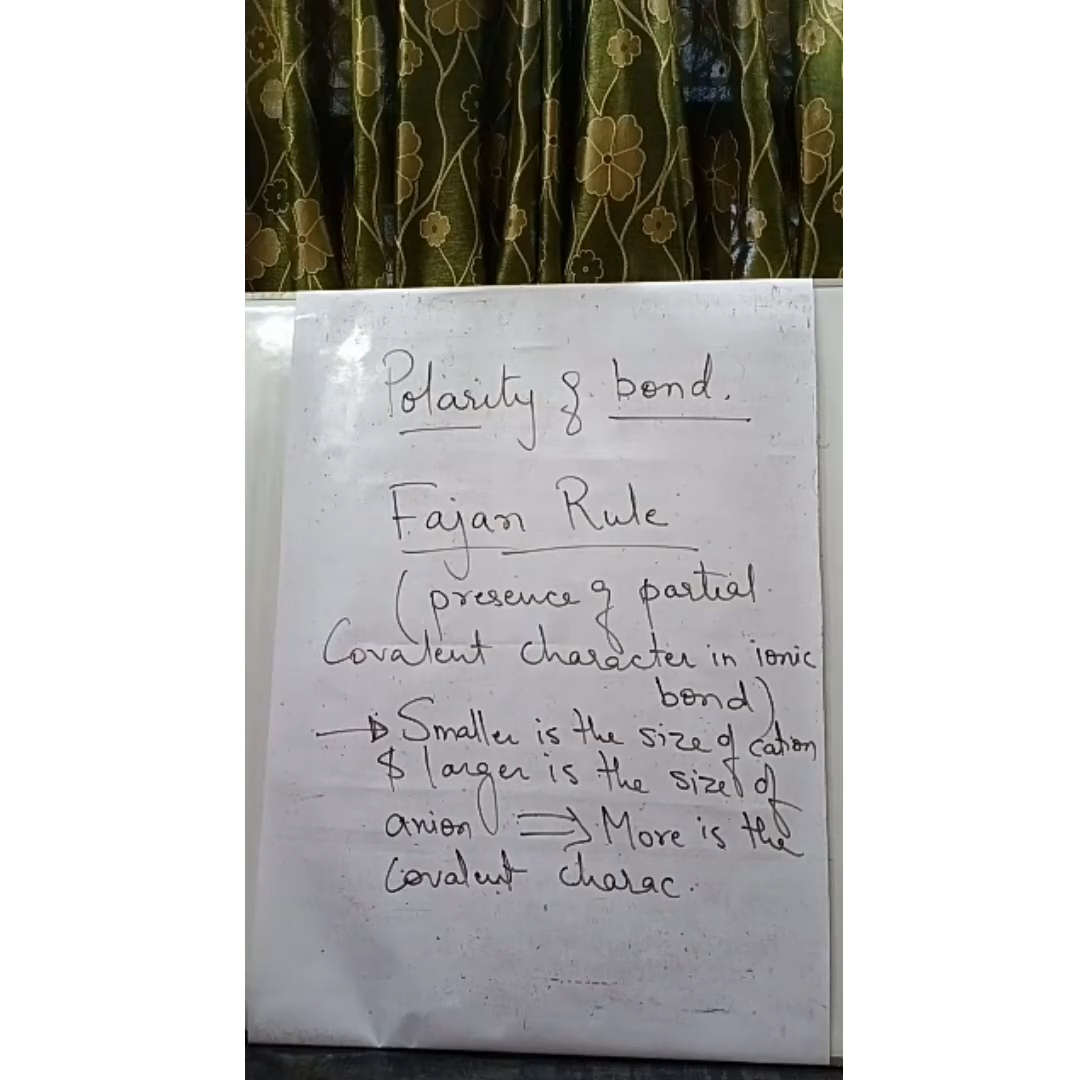 Polarity of bond.
Fajan Rule
(presence of partial
Covalent character in ionic
bond)
→ Smaller is the size of cation
& larger is the size of
anion ⇒ More is the
Covalent charac.